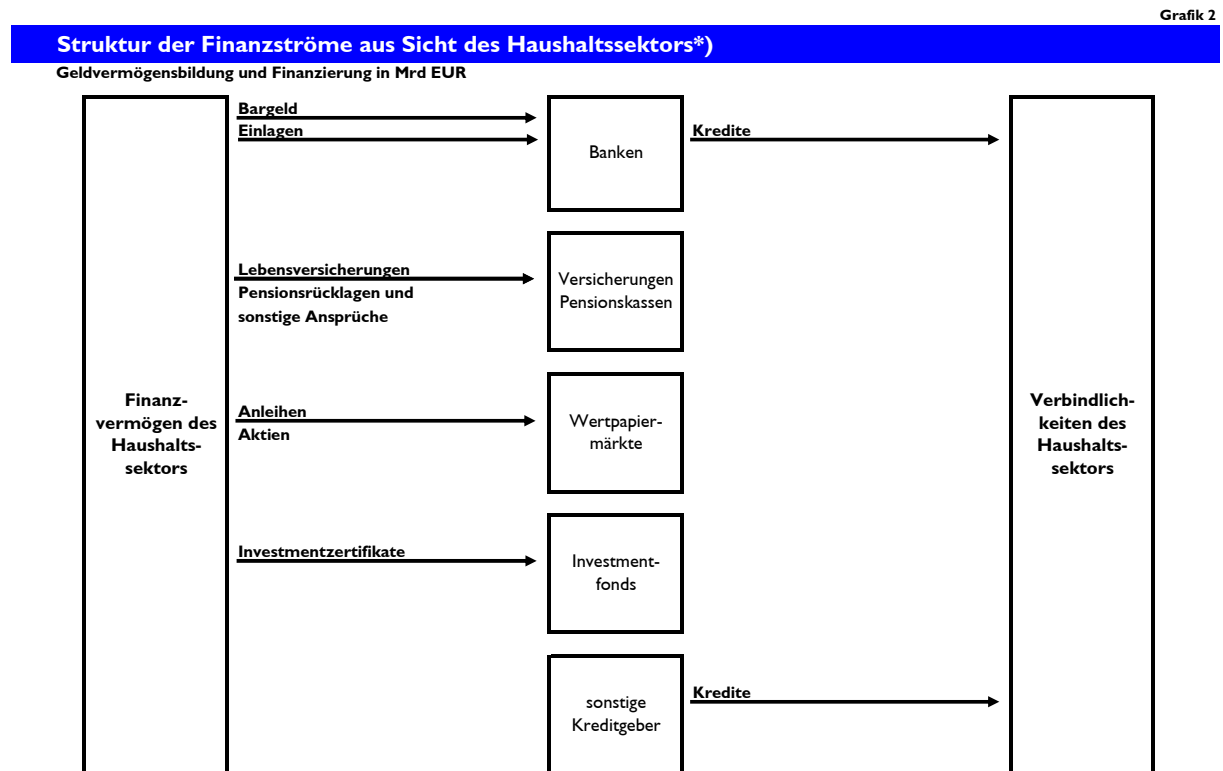 Grafik 2
Struktur der Finanzströme aus Sicht des Haushaltssektors*)
Geldvermögensbildung und Finanzierung in Mrd EUR
Finanz-
vermögen des
Haushalts-
sektors
Bargeld
Einlagen
Banken
Kredite
Lebensversicherungen
Pensionsrücklagen und
sonstige Ansprüche
Versicherungen
Pensionskassen
Anleihen
Aktien
Wertpapier-
märkte
Investmentzertifikate
Investment-
fonds
sonstige
Kreditgeber
Kredite
Verbindlich-
keiten des
Haushalts-
sektors